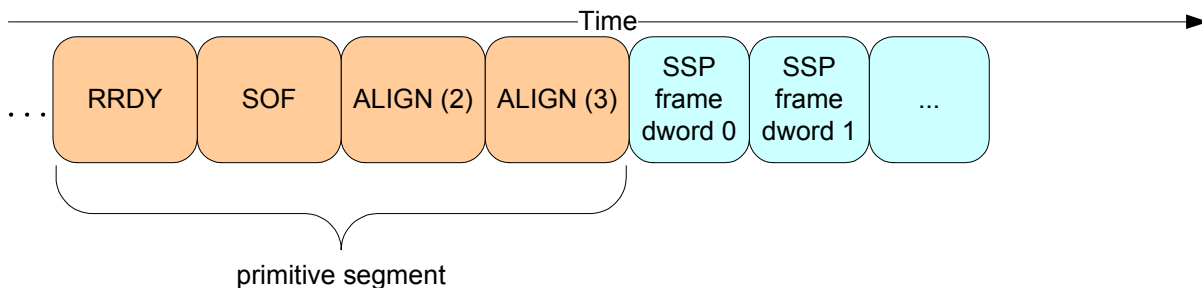 Time
. . .
RRDY
SOF
ALIGN (2)
ALIGN (3)
SSP
frame
dword 0
SSP
frame
dword 1
...
primitive segment